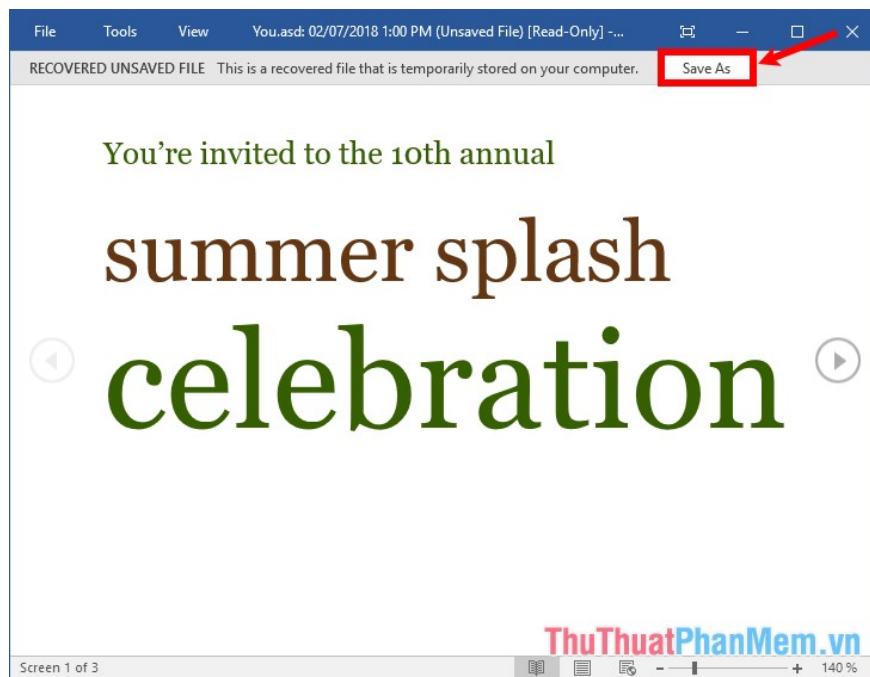 File Tools View You.asd: 02/07/2018 1:00 PM (Unsaved File) [Read-Only] -...
RECOVERED UNSAVED FILE This is a recovered file that is temporarily stored on your computer. Save As
You’re invited to the 10th annual
summer splash
celebration
ThuThuatPhanMem.vn
Screen 1 of 3 140 %